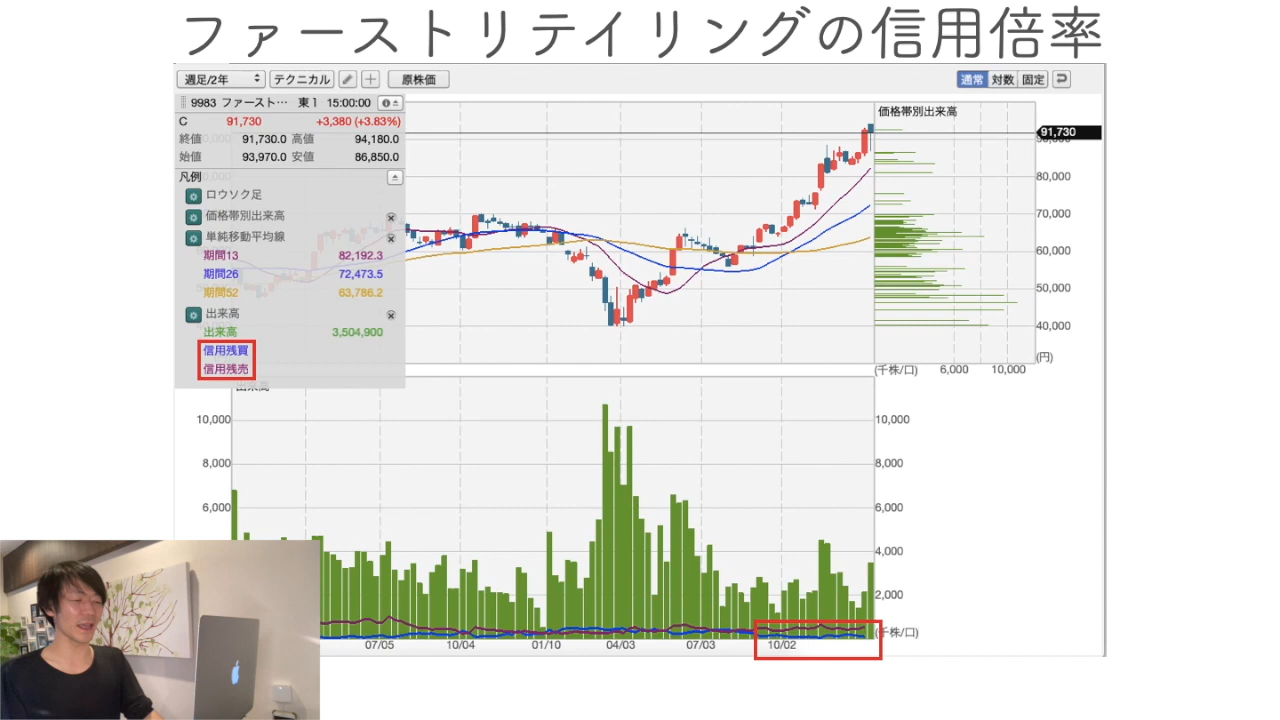 ファーストリテイリングの信用倍率
週足/2年 テクニカル 原株価 通常 対数 固定
9983 ファースト… 東1 15:00:00
C 91,730 +3,380 (+3.83%)
終値 91,730.0 高値 94,180.0
始値 93,970.0 安値 86,850.0
凡例
ロウソク足
価格帯別出来高
単純移動平均線
期間13 82,192.3
期間26 72,473.5
期間52 63,786.2
出来高
出来高 3,504,900
信用残買
信用残売
価格帯別出来高
91,730
80,000
70,000
60,000
50,000
40,000
(円)
(千株/口) 6,000 10,000
出来高
10,000 10,000
8,000 8,000
6,000 6,000
4,000
2,000
(千株/口)
07/05 10/04 01/10 04/03 07/03 10/02